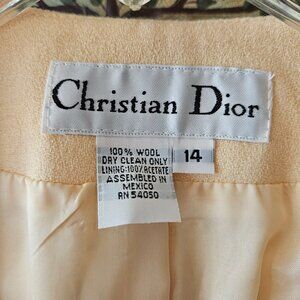 Christian Dior
100% WOOL
DRY CLEAN ONLY
LINING:100%ACETATE
ASSEMBLED IN
MEXICO
RN 54050
14